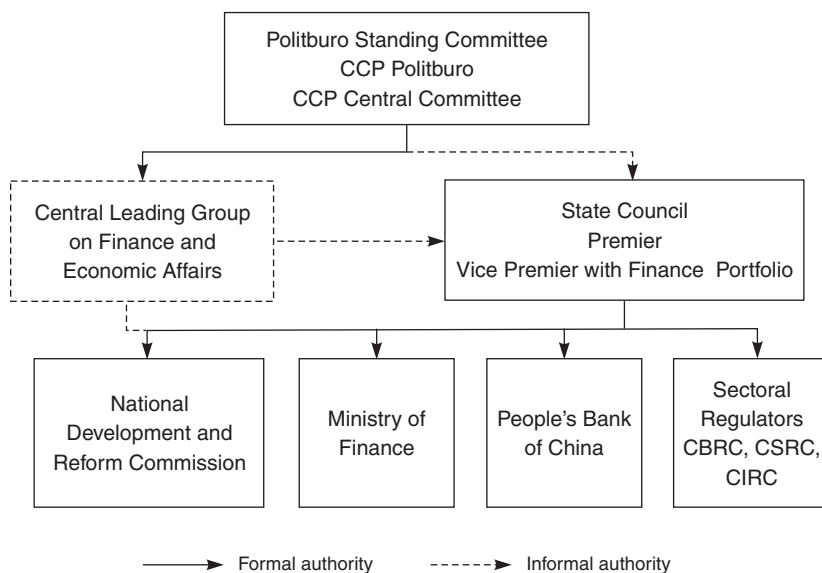 Politburo Standing Committee
CCP Politburo
CCP Central Committee
Central Leading Group
on Finance and
Economic Affairs
State Council
Premier
Vice Premier with Finance Portfolio
National
Development and
Reform Commission
Ministry of
Finance
People’s Bank
of China
Sectoral
Regulators
CBRC, CSRC,
CIRC
Formal authority
Informal authority